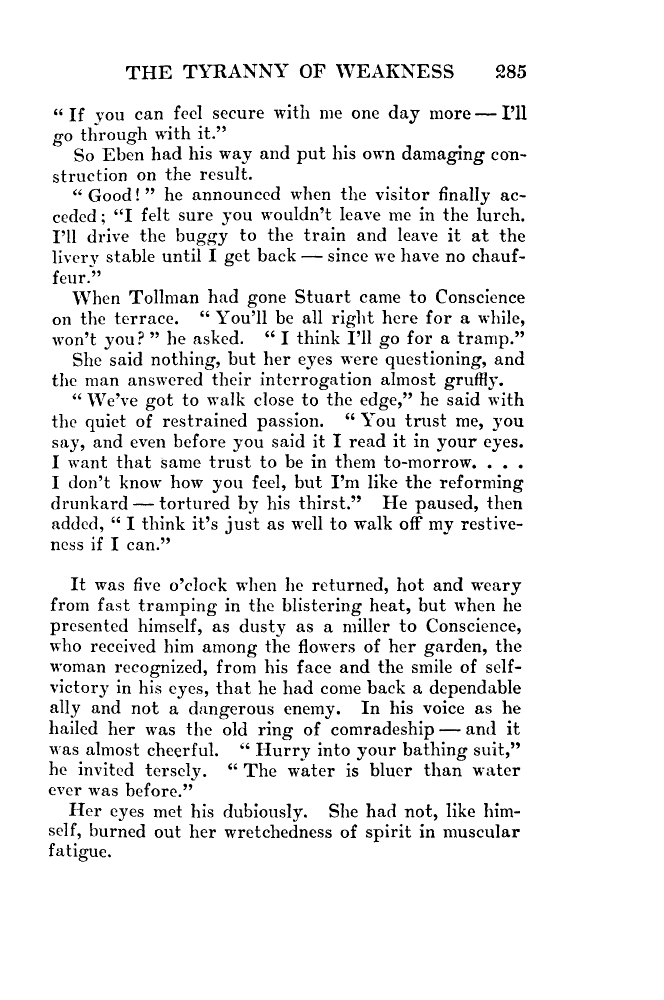 THE TYRANNY OF WEAKNESS 285
“ If you can feel secure with me one day more — I’ll
go through with it.”
So Eben had his way and put his own damaging con-
struction on the result.
“ Good! ” he announced when the visitor finally ac-
ceded; “I felt sure you wouldn’t leave me in the lurch.
I’ll drive the buggy to the train and leave it at the
livery stable until I get back — since we have no chauf-
feur.”
When Tollman had gone Stuart came to Conscience
on the terrace. “ You’ll be all right here for a while,
won’t you? ” he asked. “ I think I’ll go for a tramp.”
She said nothing, but her eyes were questioning, and
the man answered their interrogation almost gruffly.
“ We’ve got to walk close to the edge,” he said with
the quiet of restrained passion. “ You trust me, you
say, and even before you said it I read it in your eyes.
I want that same trust to be in them to-morrow. . . .
I don’t know how you feel, but I’m like the reforming
drunkard — tortured by his thirst.” He paused, then
added, “ I think it’s just as well to walk off my restive-
ness if I can.”
It was five o’clock when he returned, hot and weary
from fast tramping in the blistering heat, but when he
presented himself, as dusty as a miller to Conscience,
who received him among the flowers of her garden, the
woman recognized, from his face and the smile of self-
victory in his eyes, that he had come back a dependable
ally and not a dangerous enemy. In his voice as he
hailed her was the old ring of comradeship — and it
was almost cheerful. “ Hurry into your bathing suit,”
he invited tersely. “ The water is bluer than water
ever was before.”
Her eyes met his dubiously. She had not, like him-
self, burned out her wretchedness of spirit in muscular
fatigue.